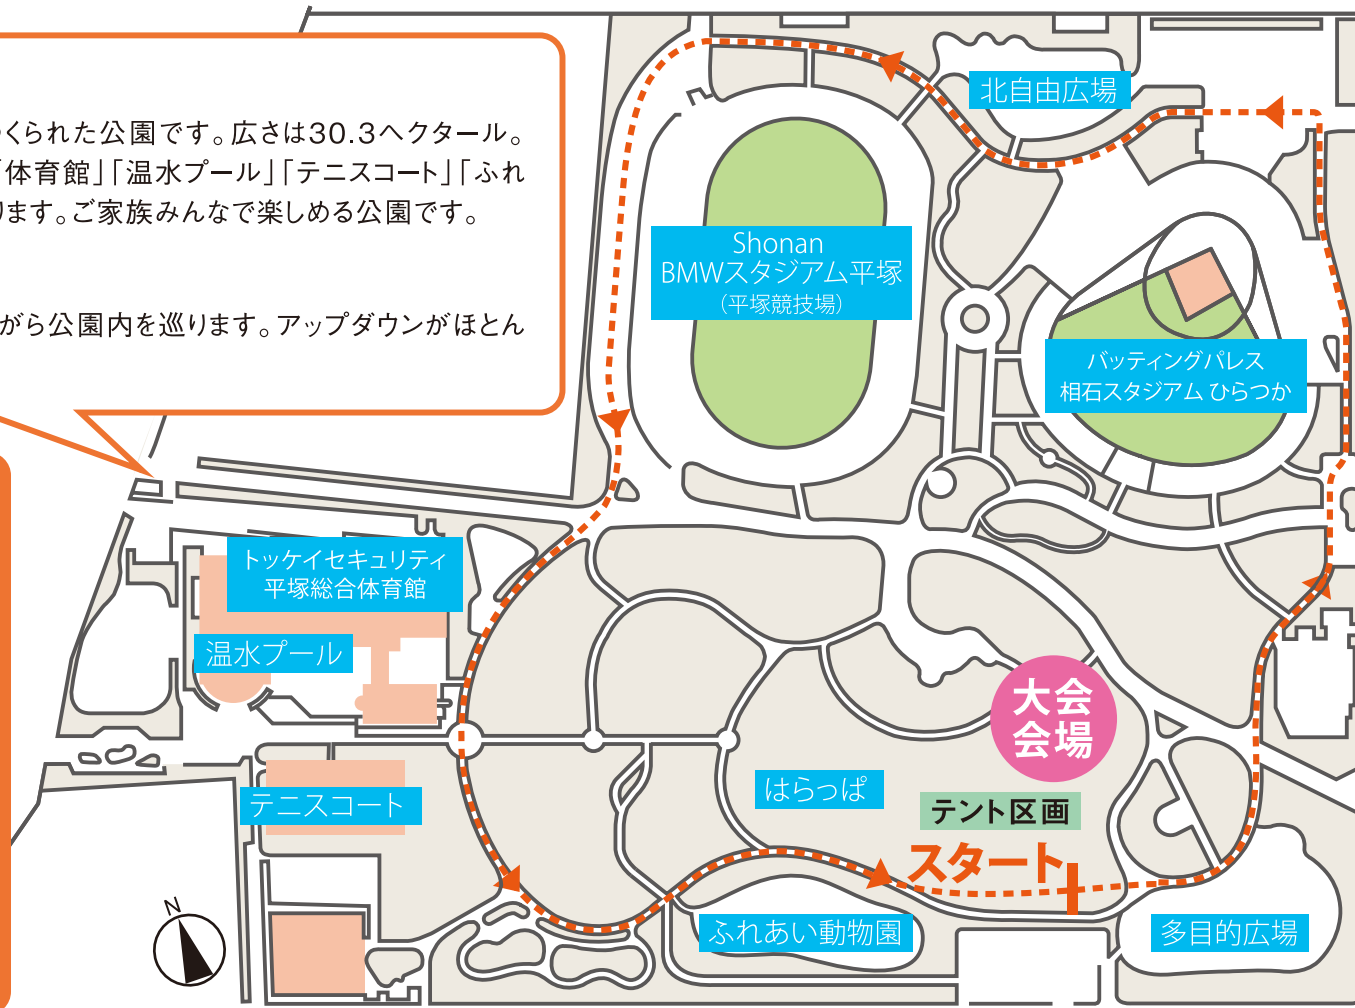 くられた公園です。広さは30.3ヘクタール。
「体育館」「温水プール」「テニスコート」「ふれ
ります。ご家族みんなで楽しめる公園です。
がら公園内を巡ります。アップダウンがほとん
北自由広場
Shonan
BMWスタジアム平塚
(平塚競技場)
バッティングパレス
相石スタジアム ひらつか
トッケイセキュリティ
平塚総合体育館
温水プール
大会
会場
はらっぱ
テニスコート
テント区画
スタート
ふれあい動物園
多目的広場
N